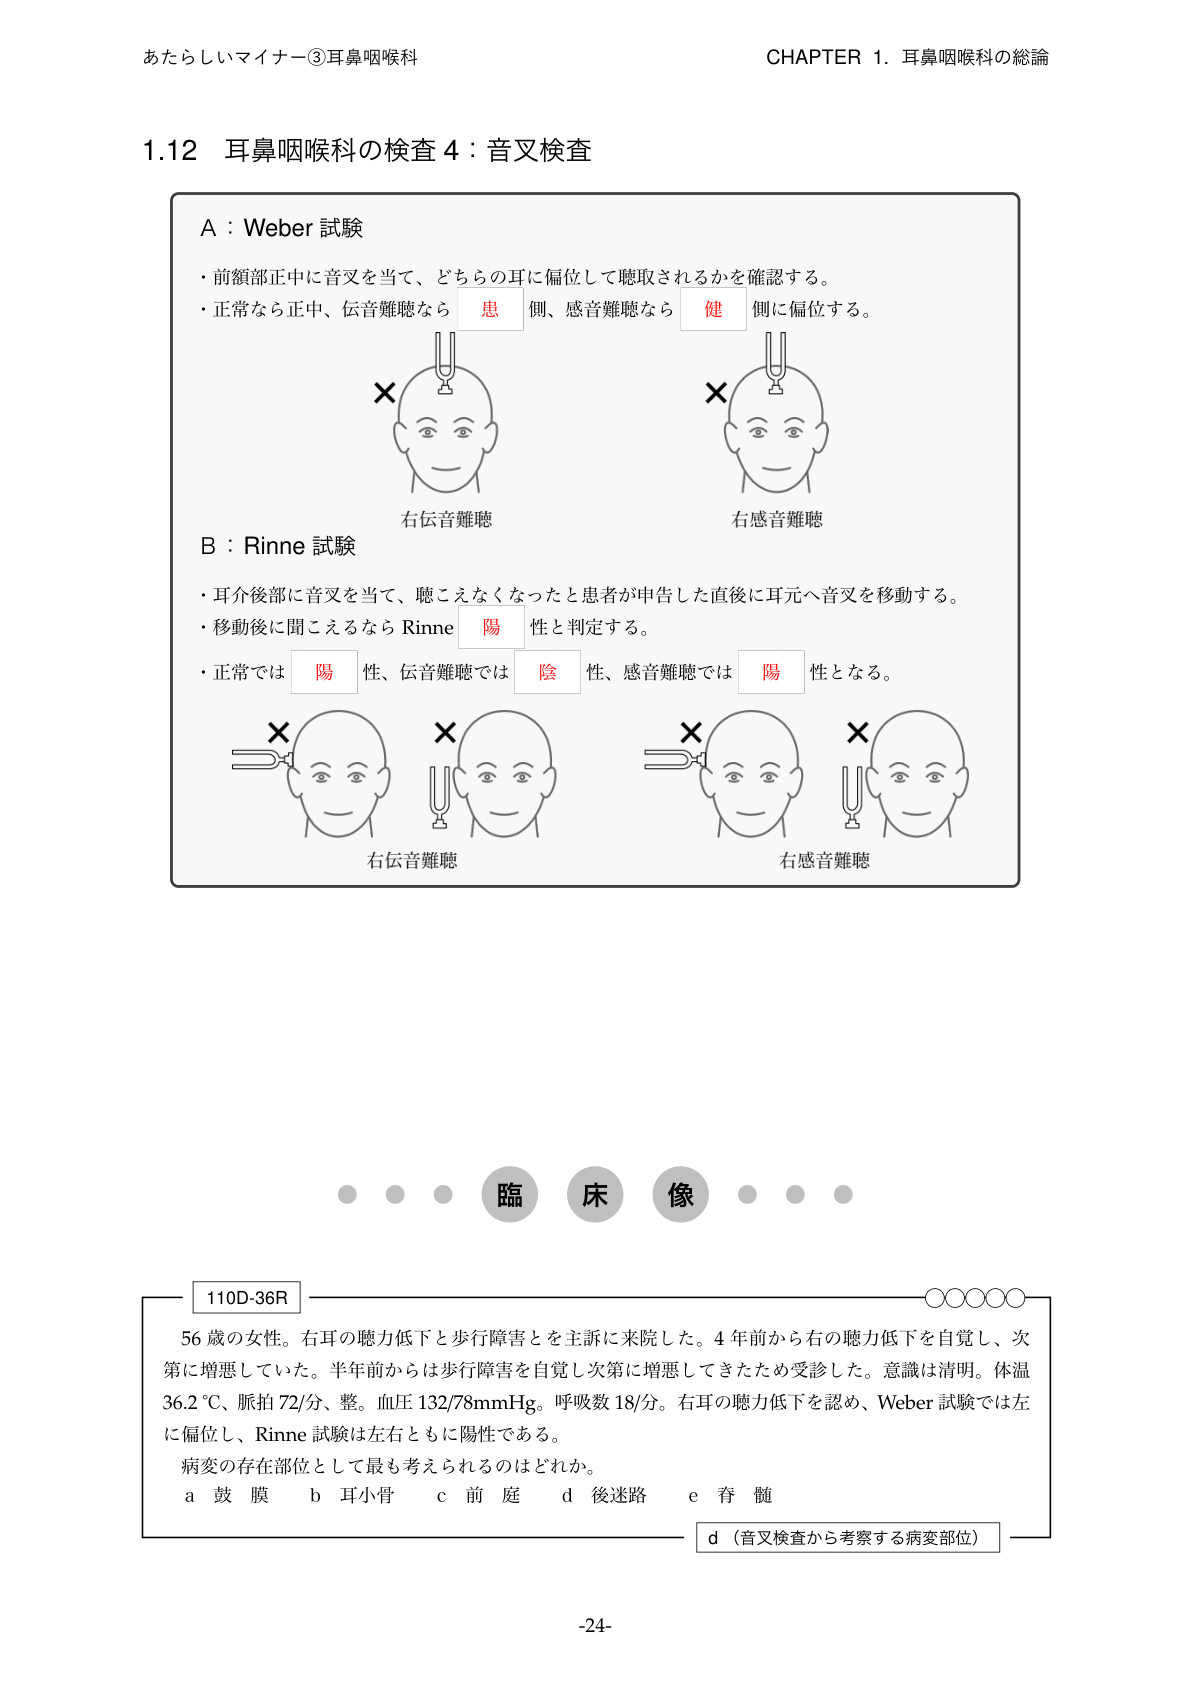 あたらしいマイナー③耳鼻咽喉科
CHAPTER 1. 耳鼻咽喉科の総論
1.12 耳鼻咽喉科の検査 4：音叉検査
A：Weber 試験
・前額部正中に音叉を当て、どちらの耳に偏位して聴取されるかを確認する。
・正常なら正中、伝音難聴なら 患 側、感音難聴なら 健 側に偏位する。
右伝音難聴
右感音難聴
B：Rinne 試験
・耳介後部に音叉を当て、聴こえなくなったと患者が申告した直後に耳元へ音叉を移動する。
・移動後に聞こえるなら Rinne 陽 性と判定する。
・正常では 陽 性、伝音難聴では 陰 性、感音難聴では 陽 性となる。
右伝音難聴
右感音難聴
臨 床 像
110D-36R
56 歳の女性。右耳の聴力低下と歩行障害とを主訴に来院した。4 年前から右の聴力低下を自覚し、次
第に増悪していた。半年前からは歩行障害を自覚し次第に増悪してきたため受診した。意識は清明。体温
36.2 ℃、脈拍 72/分、整。血圧 132/78mmHg。呼吸数 18/分。右耳の聴力低下を認め、Weber 試験では左
に偏位し、Rinne 試験は左右ともに陽性である。
病変の存在部位として最も考えられるのはどれか。
a 鼓 膜 b 耳小骨 c 前 庭 d 後迷路 e 脊 髄
d （音叉検査から考察する病変部位）
-24-